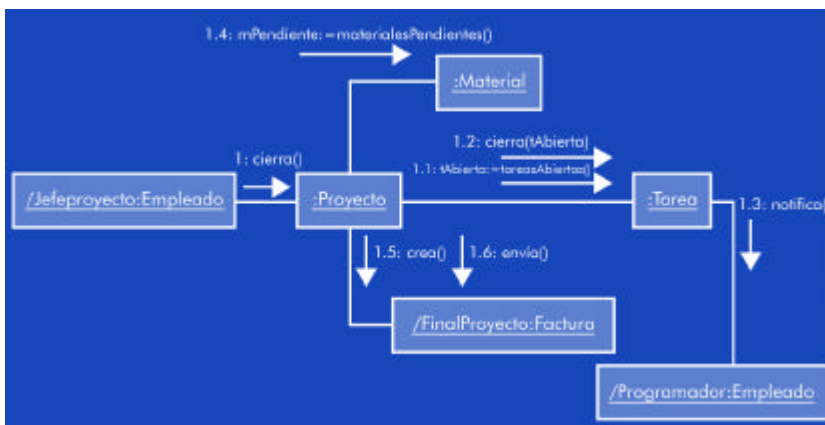 1.4: mPendiente:=materialesPendientes()
:Material
1.2: cierra(tAbierta)
1: cierra()
1.1: tAbierta:=tareasAbiertas()
/Jefeproyecto:Empleado
:Proyecto
:Tarea
1.3: notifica(
1.5: crea()
1.6: envía()
/FinalProyecto:Factura
/Programador:Empleado